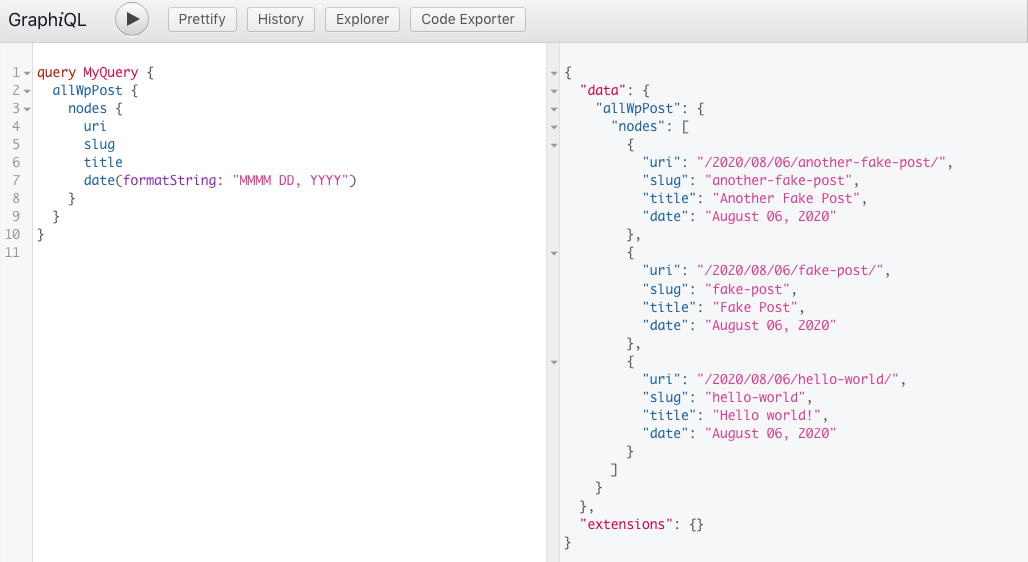 GraphiQL Prettify History Explorer Code Exporter
1 query MyQuery {
2   allWpPost {
3     nodes {
4       uri
5       slug
6       title
7       date(formatString: "MMMM DD, YYYY")
8     }
9   }
10 }
11
{
  "data": {
    "allWpPost": {
      "nodes": [
        {
          "uri": "/2020/08/06/another-fake-post/",
          "slug": "another-fake-post",
          "title": "Another Fake Post",
          "date": "August 06, 2020"
        },
        {
          "uri": "/2020/08/06/fake-post/",
          "slug": "fake-post",
          "title": "Fake Post",
          "date": "August 06, 2020"
        },
        {
          "uri": "/2020/08/06/hello-world/",
          "slug": "hello-world",
          "title": "Hello world!",
          "date": "August 06, 2020"
        }
      ]
    }
  },
  "extensions": {}
}